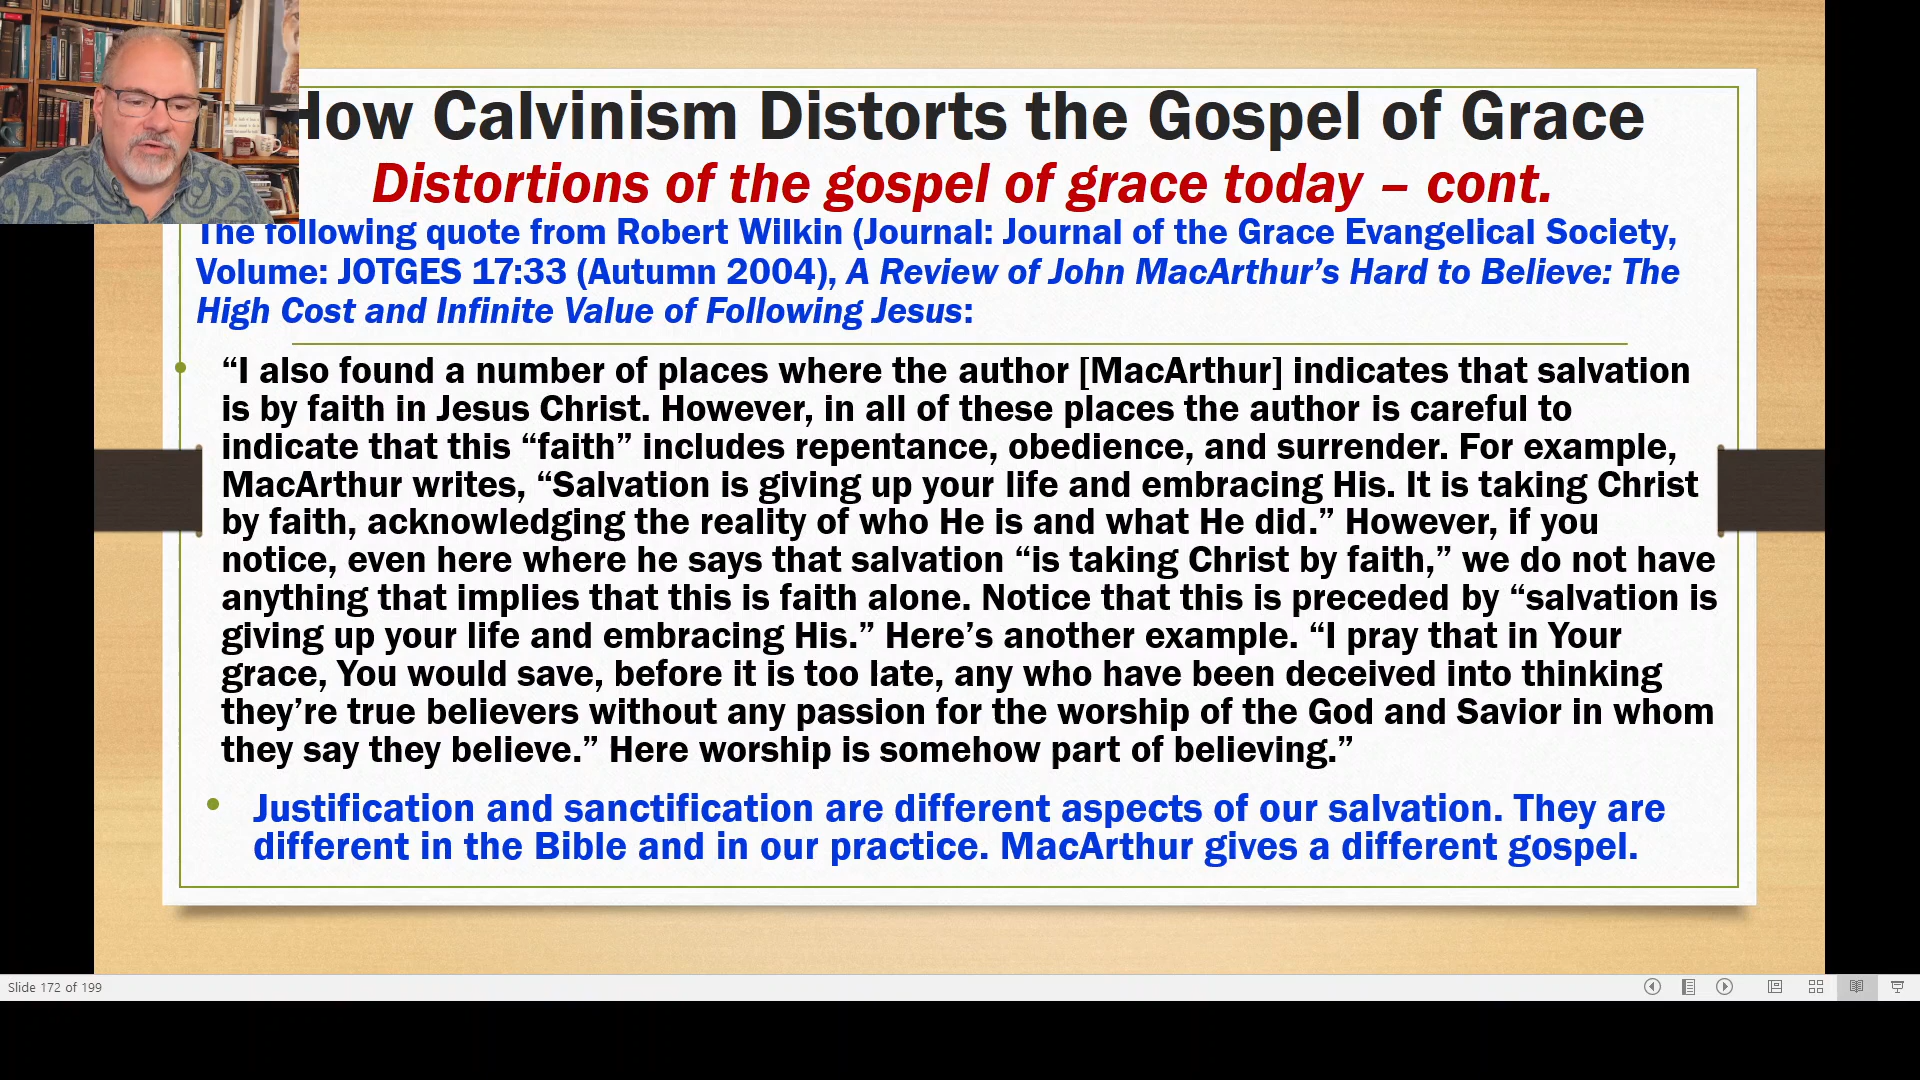 How Calvinism Distorts the Gospel of Grace
Distortions of the gospel of grace today – cont.
The following quote from Robert Wilkin (Journal: Journal of the Grace Evangelical Society,
Volume: JOTGES 17:33 (Autumn 2004), A Review of John MacArthur’s Hard to Believe: The
High Cost and Infinite Value of Following Jesus:
“I also found a number of places where the author [MacArthur] indicates that salvation
is by faith in Jesus Christ. However, in all of these places the author is careful to
indicate that this “faith” includes repentance, obedience, and surrender. For example,
MacArthur writes, “Salvation is giving up your life and embracing His. It is taking Christ
by faith, acknowledging the reality of who He is and what He did.” However, if you
notice, even here where he says that salvation “is taking Christ by faith,” we do not have
anything that implies that this is faith alone. Notice that this is preceded by “salvation is
giving up your life and embracing His.” Here’s another example. “I pray that in Your
grace, You would save, before it is too late, any who have been deceived into thinking
they’re true believers without any passion for the worship of the God and Savior in whom
they say they believe.” Here worship is somehow part of believing.”
Justification and sanctification are different aspects of our salvation. They are
different in the Bible and in our practice. MacArthur gives a different gospel.
Slide 172 of 199